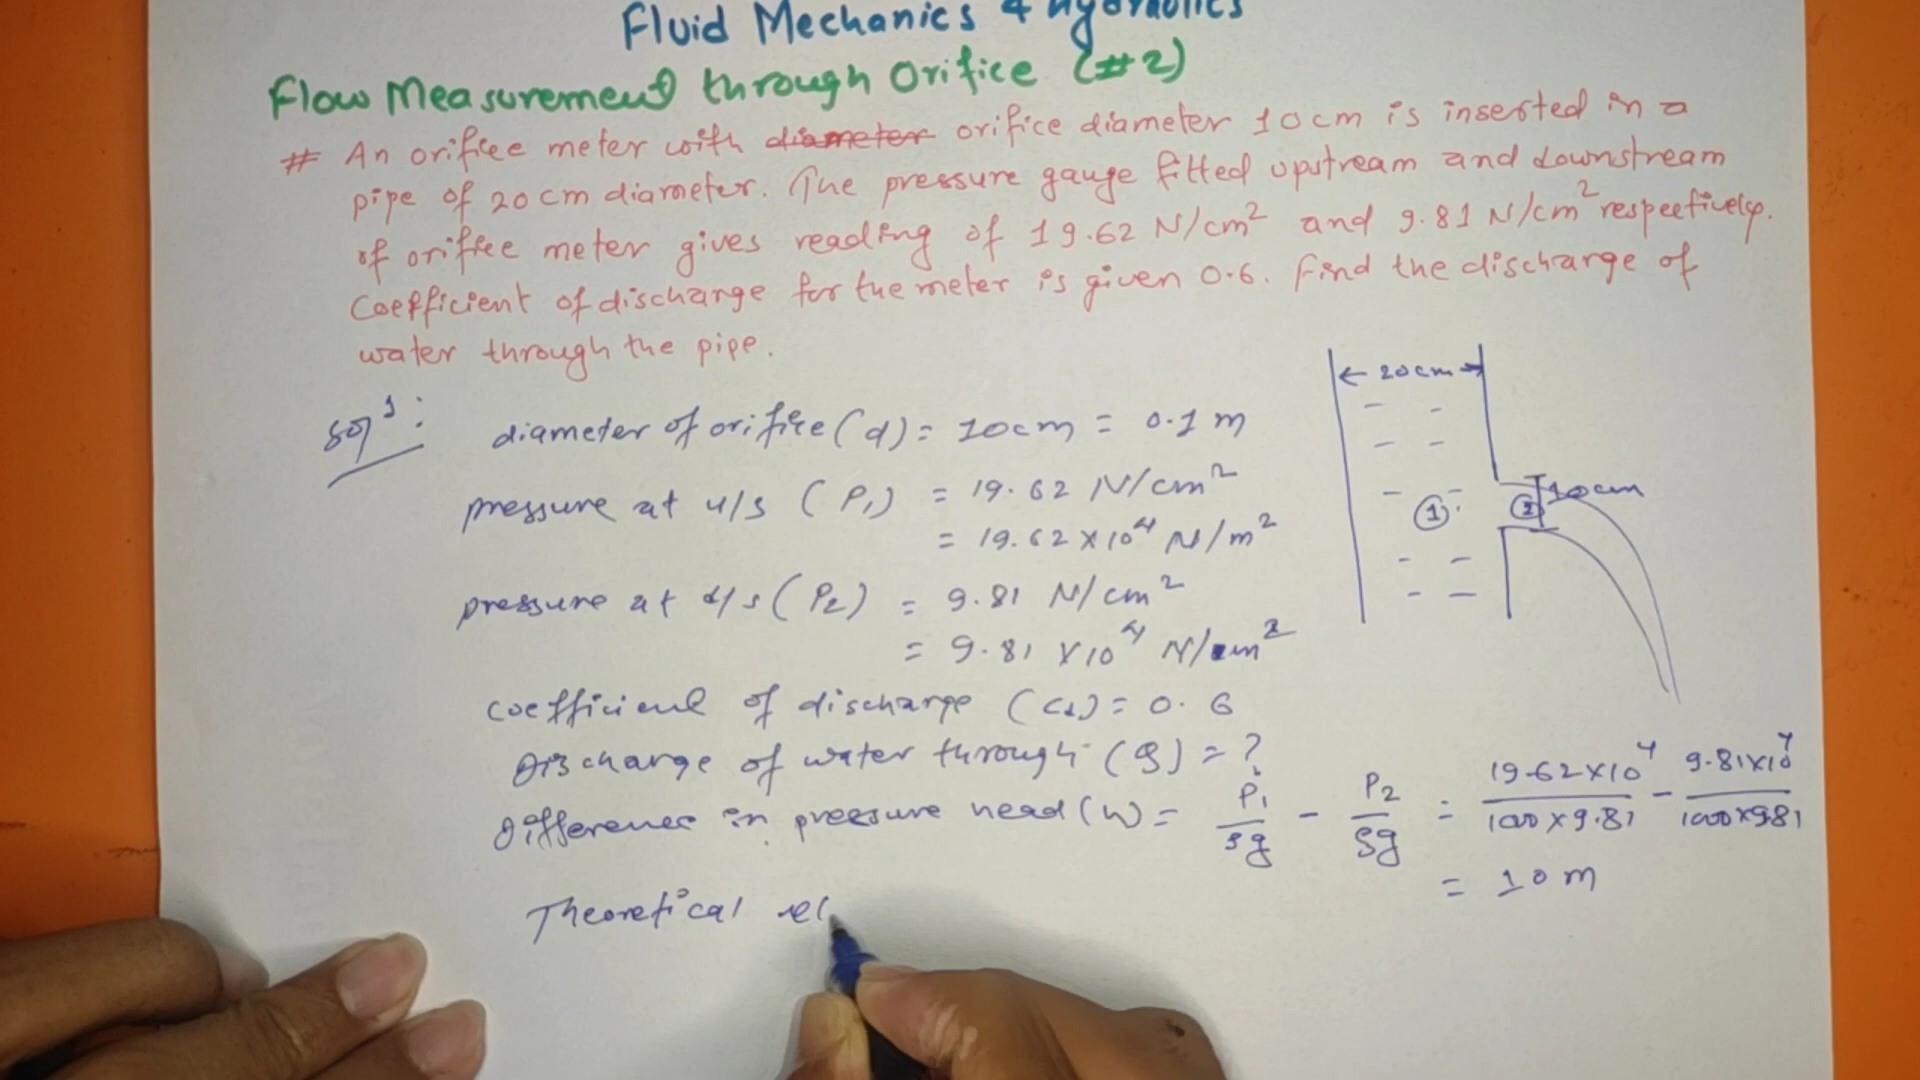 Fluid Mechanics & Hydraulics
Flow Measurement through Orifice (#2)
# An orifice meter with diameter orifice diameter 10cm is inserted in a
pipe of 20cm diameter. The pressure gauge fitted upstream and downstream
of orifice meter gives reading of 19.62 N/cm² and 9.81 N/cm² respectively.
Coefficient of discharge for the meter is given 0.6. Find the discharge of
water through the pipe.
← 20cm →
diameter of orifice (d) = 10cm = 0.1 m
pressure at u/s (P₁) = 19.62 N/cm²
① ② 10cm
= 19.62 × 10⁴ N/m²
pressure at d/s (P₂) = 9.81 N/cm²
= 9.81 × 10⁴ N/m²
coefficient of discharge (cd) = 0.6
Discharge of water through (Q) = ?
Difference in pressure head (h) = P₁/ρg - P₂/ρg = 19.62×10⁴/1000×9.81 - 9.81×10⁴/1000×9.81
= 10 m
Theoretical